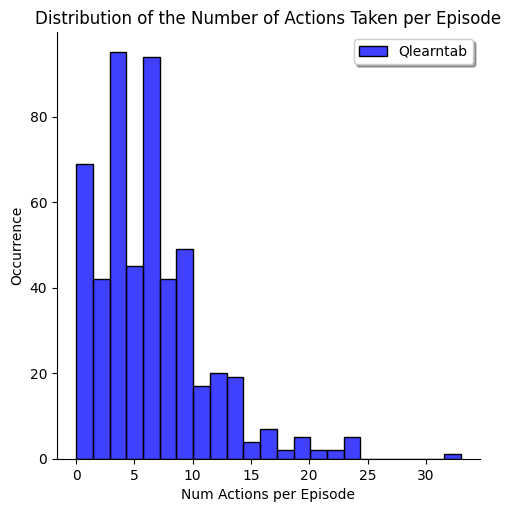 Distribution of the Number of Actions Taken per Episode
Qlearntab
80
60
40
20
0
Occurrence
0 5 10 15 20 25 30
Num Actions per Episode